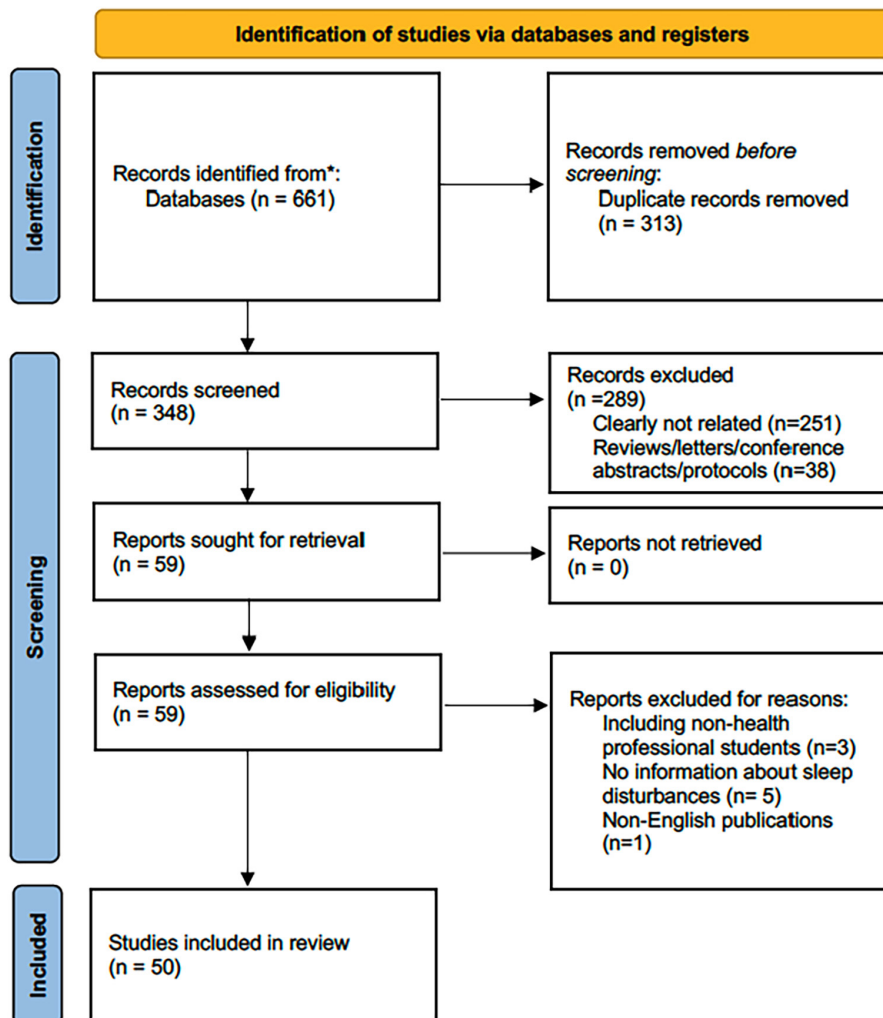 Identification of studies via databases and registers
Identification
Records identified from*:
Databases (n = 661)
Records removed before
screening:
Duplicate records removed
(n = 313)
Screening
Records screened
(n = 348)
Records excluded
(n =289)
Clearly not related (n=251)
Reviews/letters/conference
abstracts/protocols (n=38)
Reports sought for retrieval
(n = 59)
Reports not retrieved
(n = 0)
Reports assessed for eligibility
(n = 59)
Reports excluded for reasons:
Including non-health
professional students (n=3)
No information about sleep
disturbances (n= 5)
Non-English publications
(n=1)
Included
Studies included in review
(n = 50)